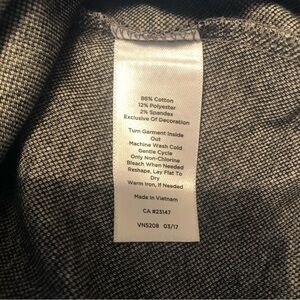 86% Cotton
12% Polyester
2% Spandex
Exclusive Of Decoration
Turn Garment Inside
Out
Machine Wash Cold
Gentle Cycle
Only Non-Chlorine
Bleach When Needed
Reshape, Lay Flat To
Dry
Warm Iron, If Needed
Made In Vietnam
CA #23147
VN5208 03/17